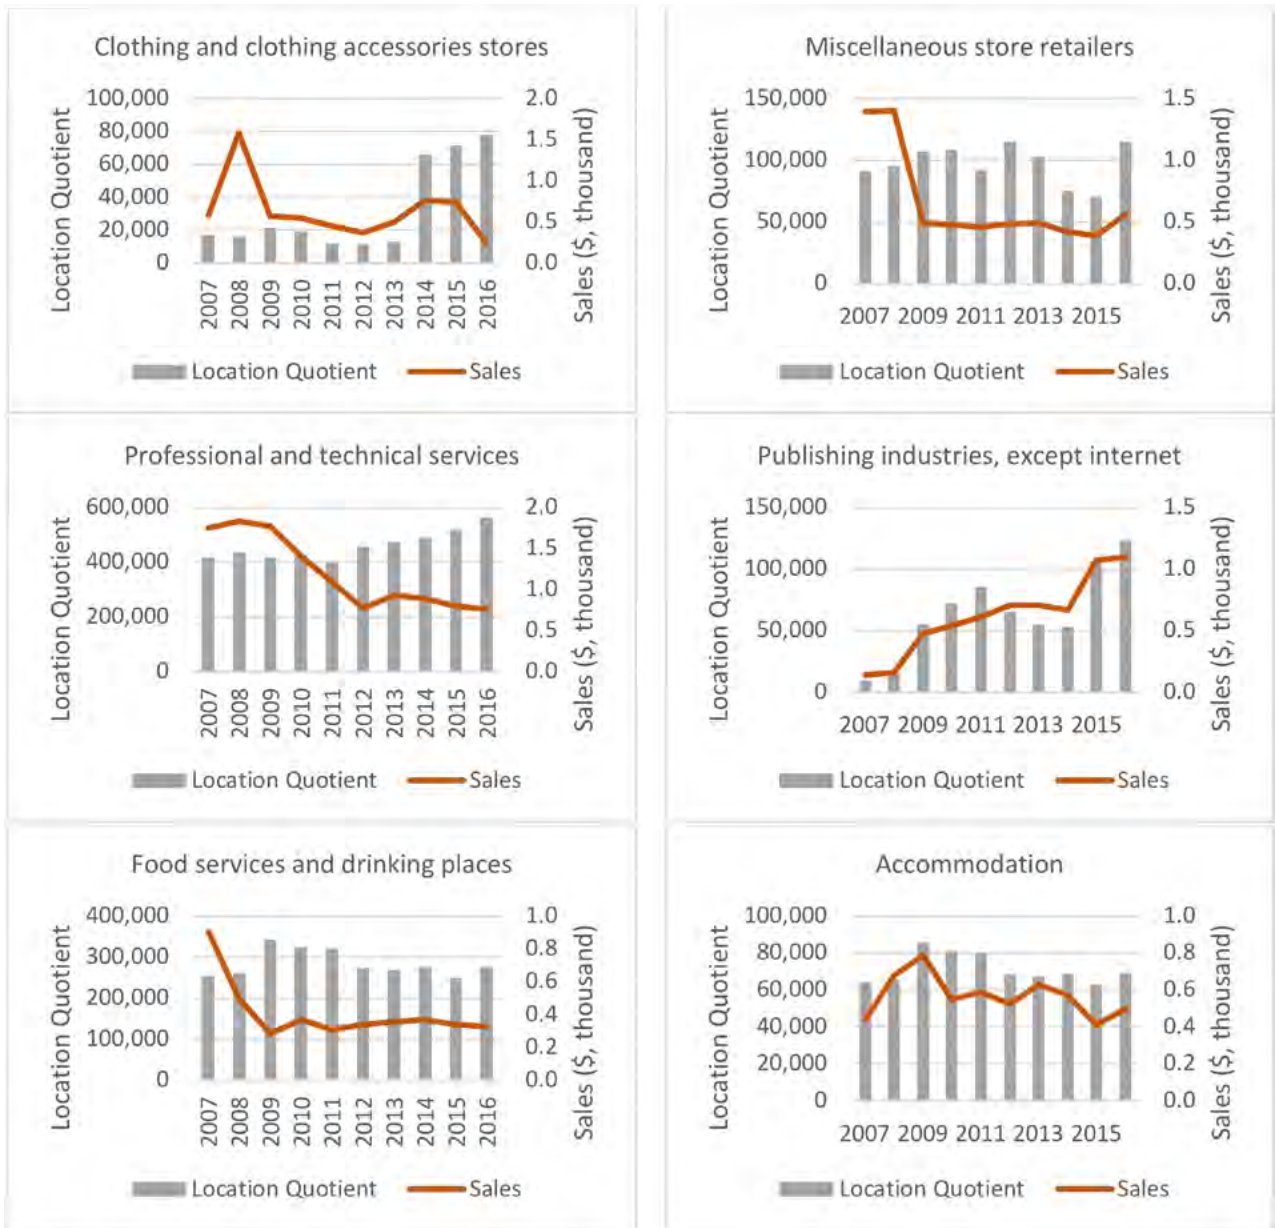 Clothing and clothing accessories stores
Location Quotient
100,000
80,000
60,000
40,000
20,000
0
2.0
1.5
1.0
0.5
0.0
Sales ($, thousand)
2007 2008 2009 2010 2011 2012 2013 2014 2015 2016
Location Quotient Sales
Miscellaneous store retailers
Location Quotient
150,000
100,000
50,000
0
1.5
1.0
0.5
0.0
Sales ($, thousand)
2007 2009 2011 2013 2015
Location Quotient Sales
Professional and technical services
Location Quotient
600,000
400,000
200,000
0
2.0
1.5
1.0
0.5
0.0
Sales ($, thousand)
2007 2008 2009 2010 2011 2012 2013 2014 2015 2016
Location Quotient Sales
Publishing industries, except internet
Location Quotient
150,000
100,000
50,000
0
1.5
1.0
0.5
0.0
Sales ($, thousand)
2007 2009 2011 2013 2015
Location Quotient Sales
Food services and drinking places
Location Quotient
400,000
300,000
200,000
100,000
0
1.0
0.8
0.6
0.4
0.2
0.0
Sales ($, thousand)
2007 2008 2009 2010 2011 2012 2013 2014 2015 2016
Location Quotient Sales
Accommodation
Location Quotient
100,000
80,000
60,000
40,000
20,000
0
1.0
0.8
0.6
0.4
0.2
0.0
Sales ($, thousand)
2007 2009 2011 2013 2015
Location Quotient Sales